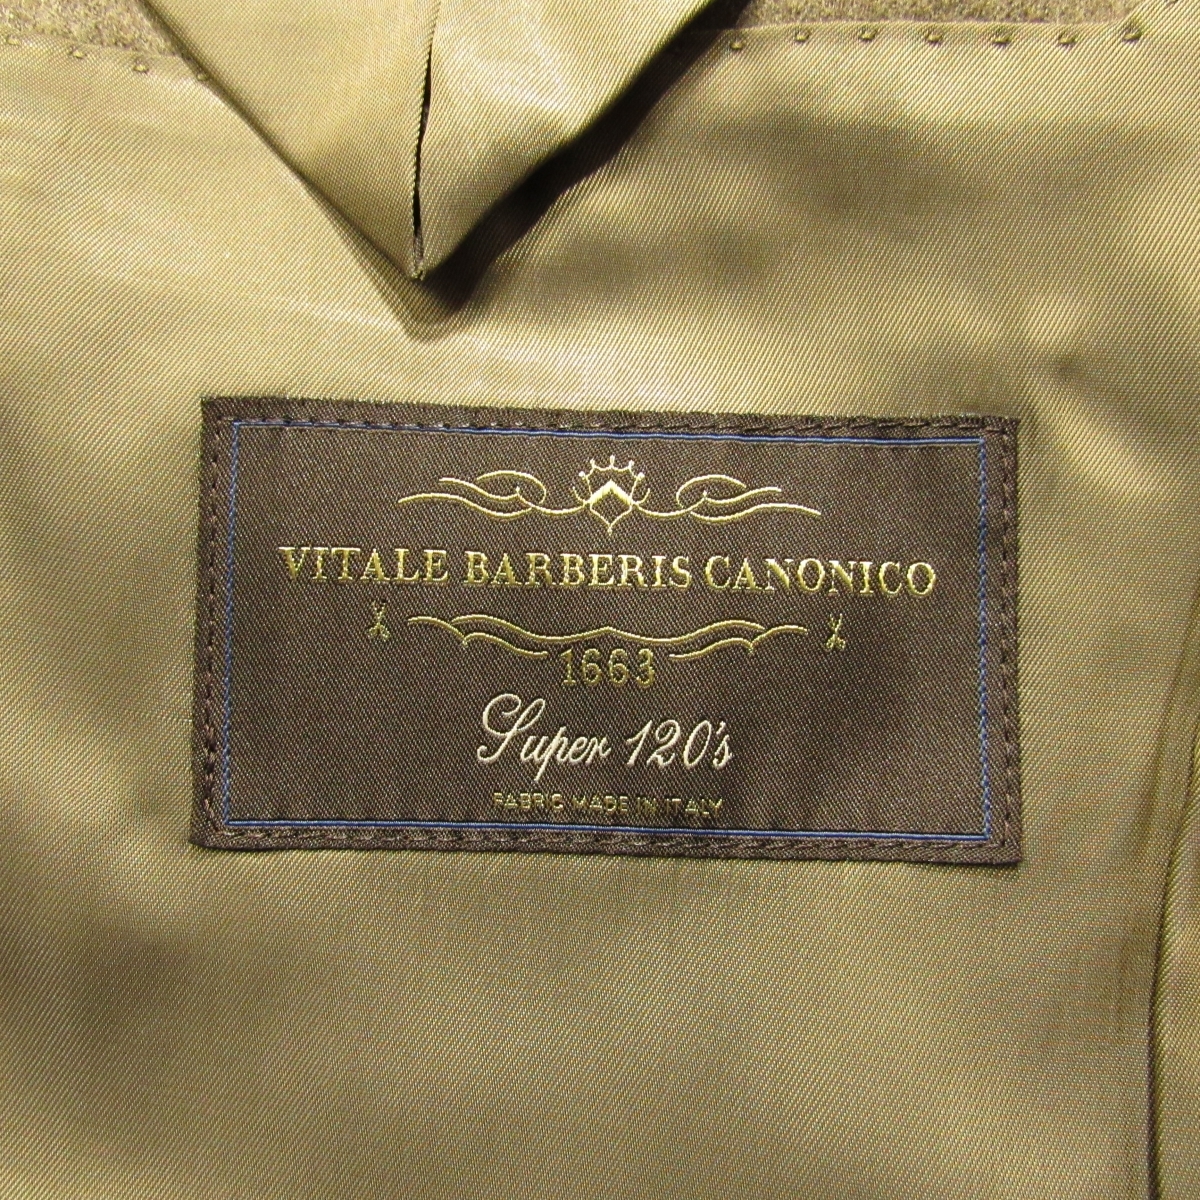 VITALE BARBERIS CANONICO
1663
Super 120's
FABRIC MADE IN ITALY